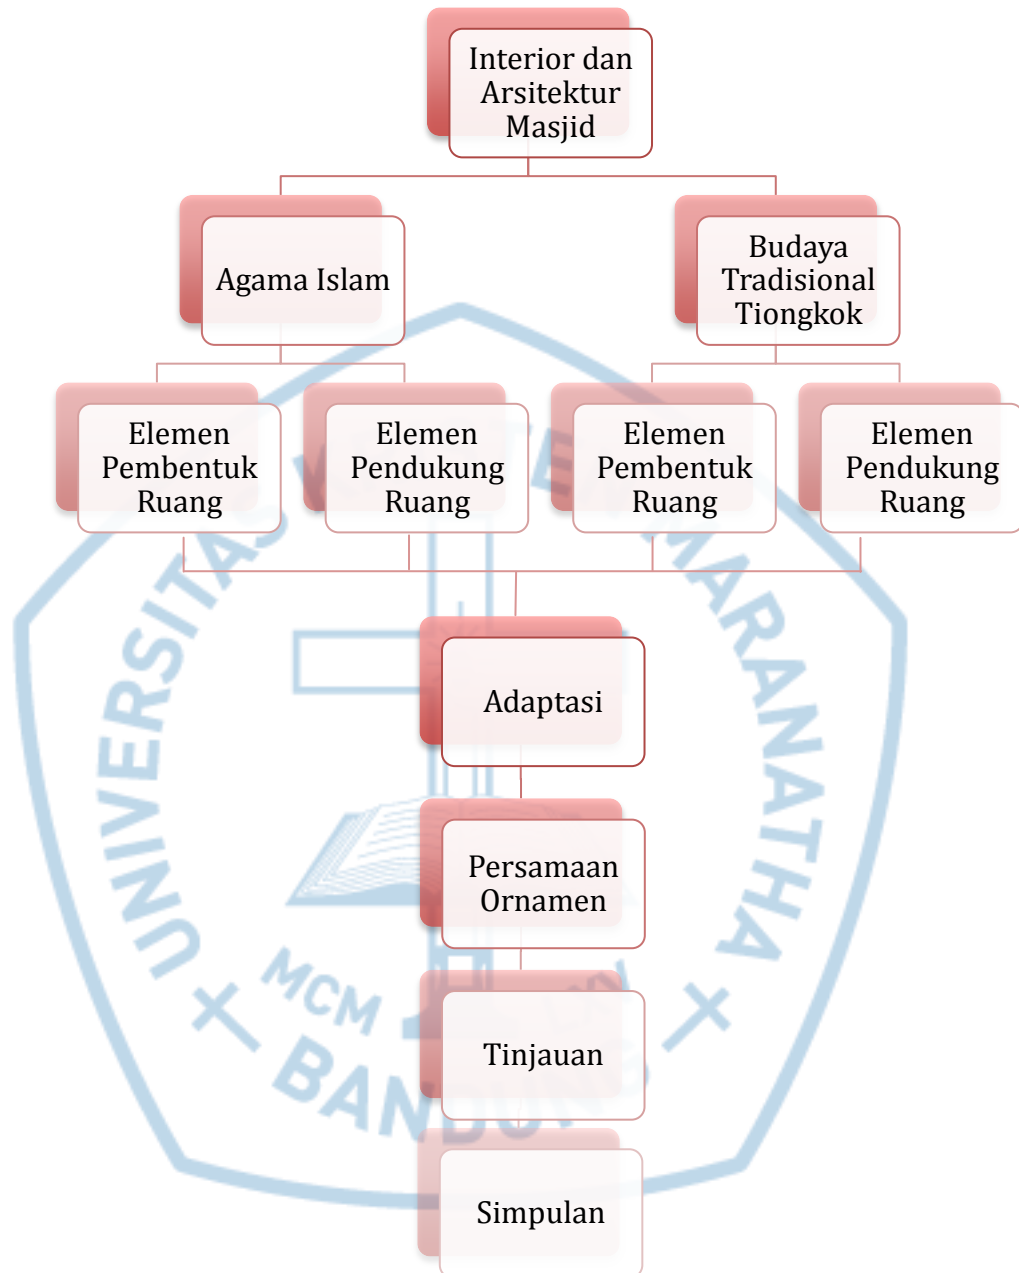 Interior dan
Arsitektur
Masjid
Agama Islam
Budaya
Tradisional
Tiongkok
Elemen
Pembentuk
Ruang
Elemen
Pendukung
Ruang
Elemen
Pembentuk
Ruang
Elemen
Pendukung
Ruang
Adaptasi
Persamaan
Ornamen
Tinjauan
Simpulan
UNIVERSITAS
MARANATHA
MCM
BANDUNG